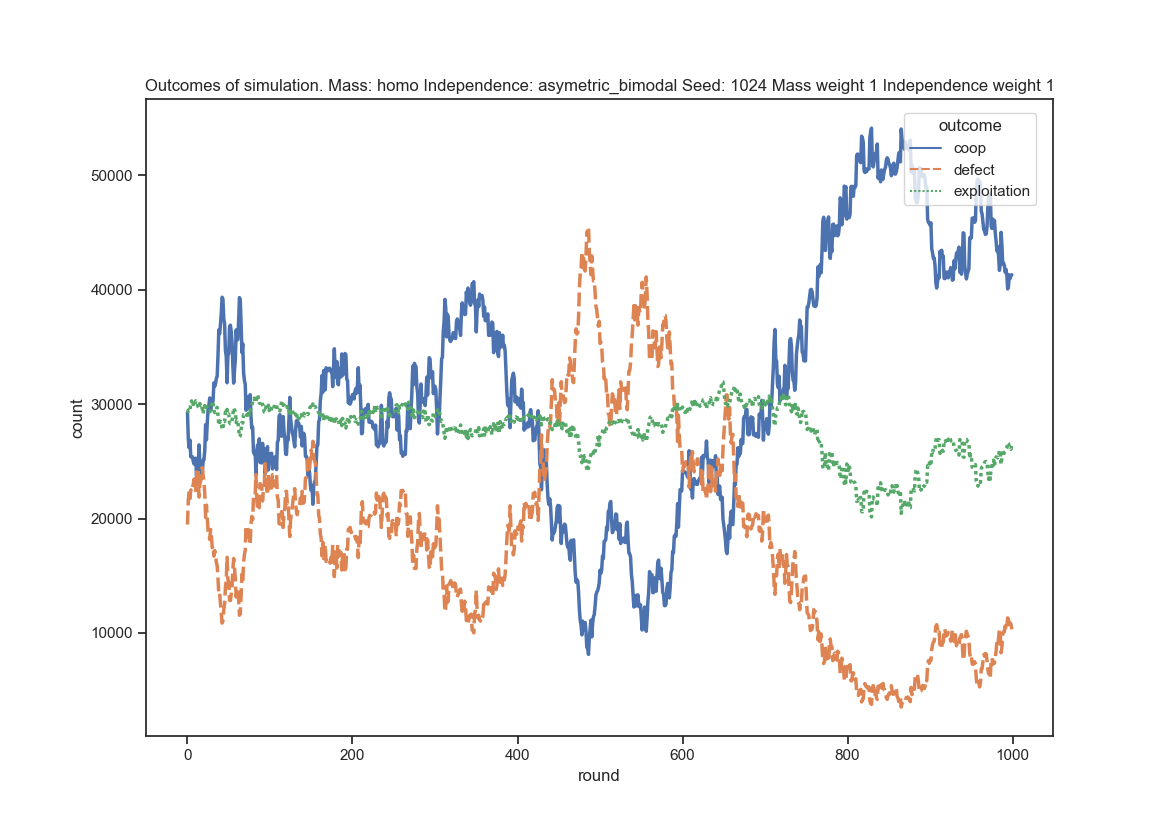 Outcomes of simulation. Mass: homo Independence: asymetric_bimodal Seed: 1024 Mass weight 1 Independence weight 1
outcome
coop
defect
exploitation
50000
40000
30000
20000
10000
count
0 200 400 600 800 1000
round